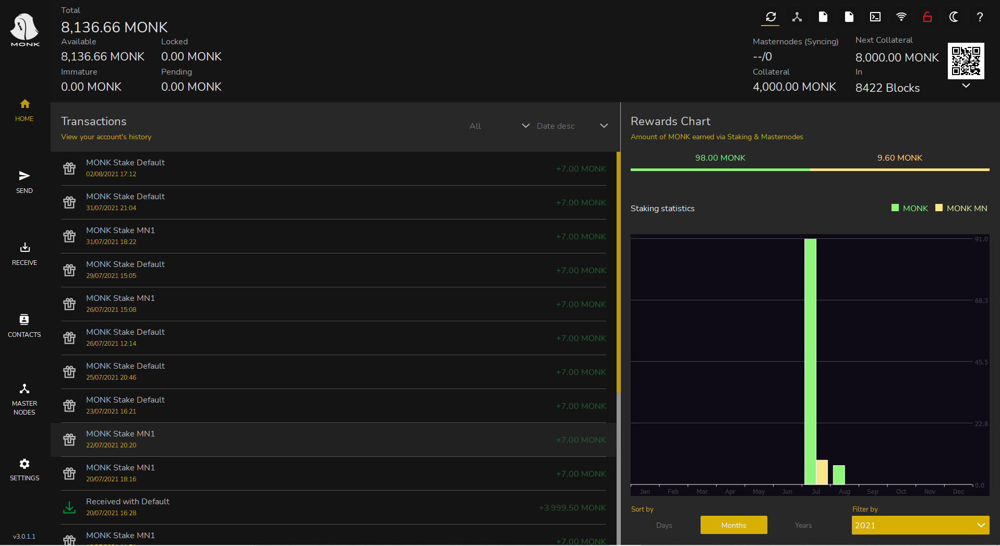 MONK
HOME
SEND
RECEIVE
CONTACTS
MASTER
NODES
SETTINGS
v3.0.1.1
Total
8,136.66 MONK
Available
Locked
8,136.66 MONK
0.00 MONK
Immature
Pending
0.00 MONK
0.00 MONK
Masternodes (Syncing)
--/0
Collateral
4,000.00 MONK
Next Collateral
8,000.00 MONK
In
8422 Blocks
Transactions
View your account's history
All
Date desc
MONK Stake Default
02/08/2021 17:12
+7.00 MONK
MONK Stake Default
31/07/2021 21:04
+7.00 MONK
MONK Stake MN1
31/07/2021 18:22
+7.00 MONK
MONK Stake Default
29/07/2021 15:05
+7.00 MONK
MONK Stake MN1
26/07/2021 15:08
+7.00 MONK
MONK Stake Default
26/07/2021 12:14
+7.00 MONK
MONK Stake Default
25/07/2021 20:46
+7.00 MONK
MONK Stake Default
23/07/2021 16:21
+7.00 MONK
MONK Stake MN1
22/07/2021 20:20
+7.00 MONK
MONK Stake MN1
20/07/2021 18:16
+7.00 MONK
Received with Default
20/07/2021 16:28
+3 999.50 MONK
MONK Stake MN1
+7.00 MONK
Rewards Chart
Amount of MONK earned via Staking & Masternodes
98.00 MONK
9.60 MONK
Staking statistics
MONK
MONK MN
91.0
68.3
45.5
22.8
0.0
Jan Feb Mar Apr May Jun Jul Aug Sep Oct Nov Dec
Sort by
Days
Months
Years
Filter by
2021